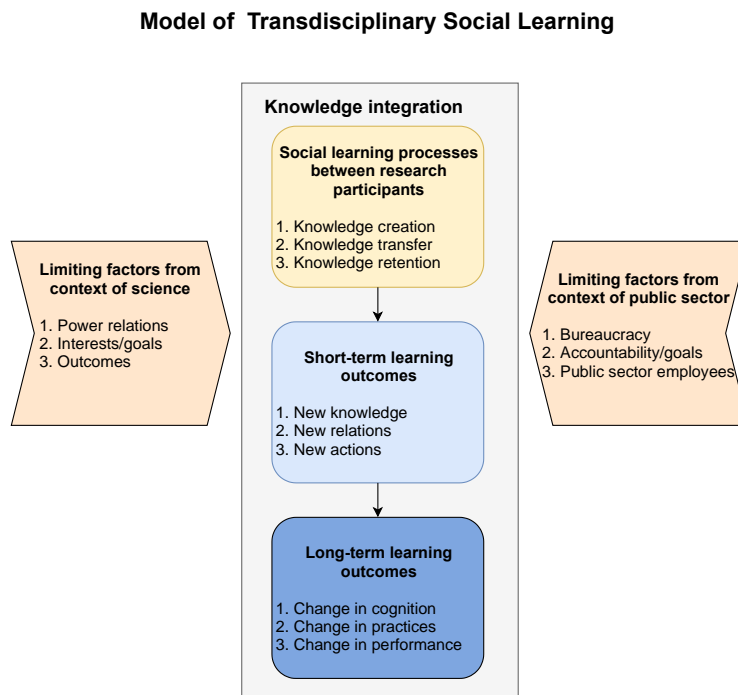 Model of  Transdisciplinary Social Learning
Knowledge integration
Social learning processes
between research
participants
1. Knowledge creation
2. Knowledge transfer
3. Knowledge retention
Limiting factors from
context of science
1. Power relations
2. Interests/goals
3. Outcomes
Limiting factors from
context of public sector
1. Bureaucracy
2. Accountability/goals
3. Public sector employees
Short-term learning
outcomes
1. New knowledge
2. New relations
3. New actions
Long-term learning
outcomes
1. Change in cognition
2. Change in practices
3. Change in performance